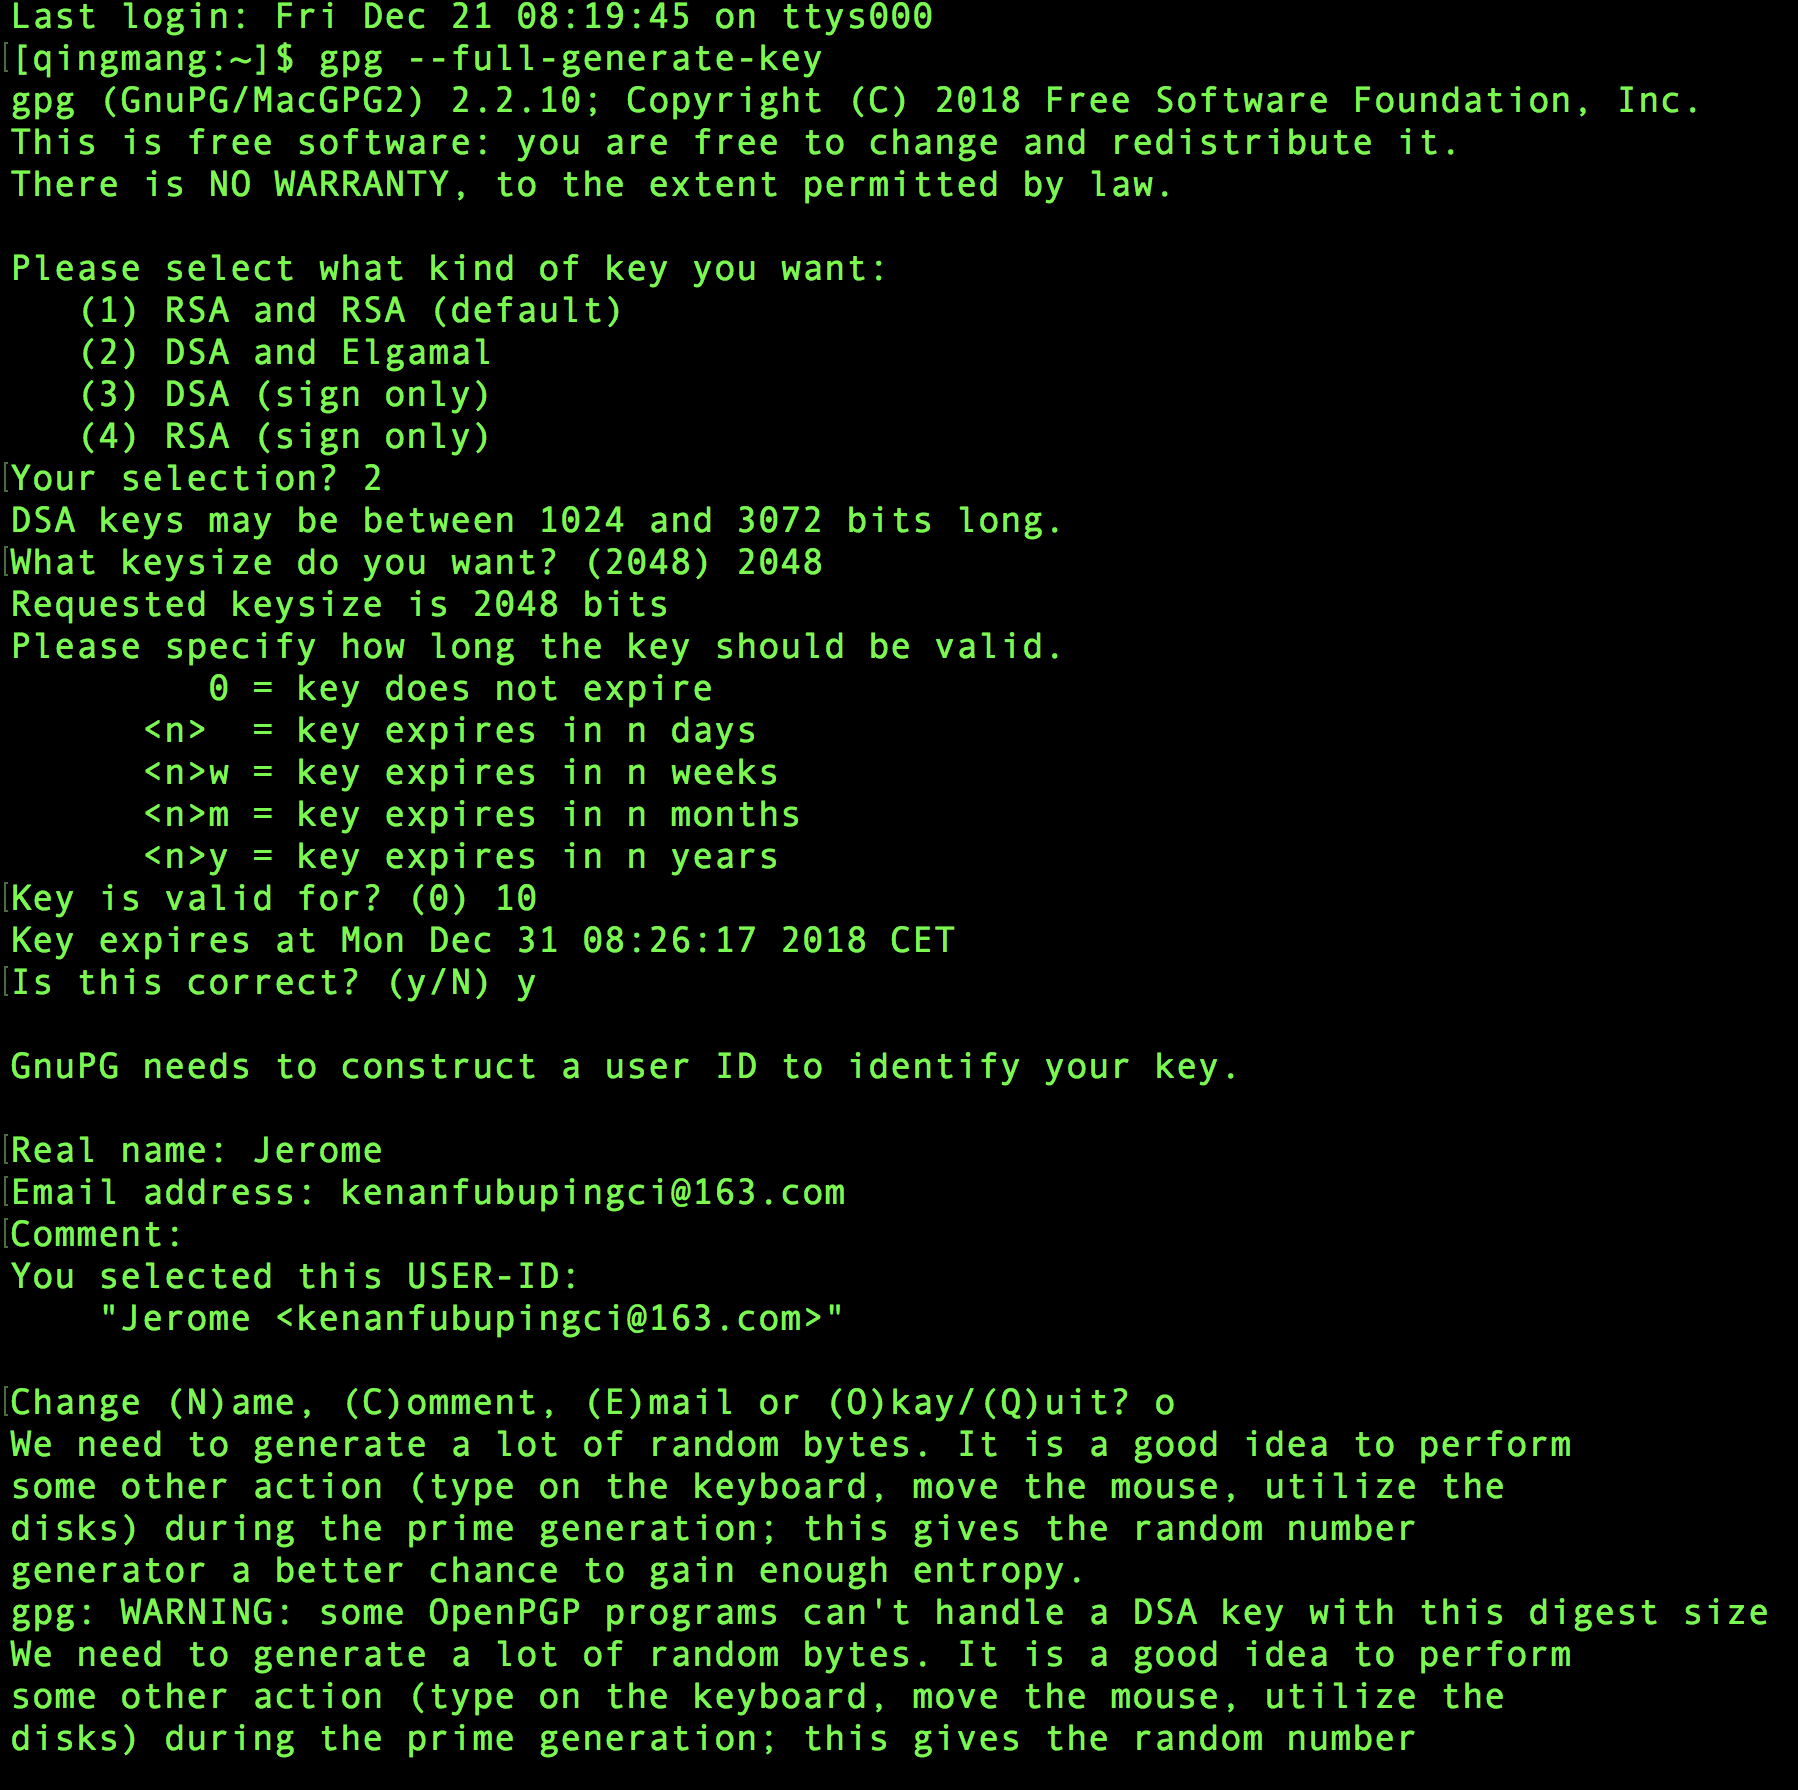 Last login: Fri Dec 21 08:19:45 on ttys000
[qingmang:~]$ gpg --full-generate-key
gpg (GnuPG/MacGPG2) 2.2.10; Copyright (C) 2018 Free Software Foundation, Inc.
This is free software: you are free to change and redistribute it.
There is NO WARRANTY, to the extent permitted by law.

Please select what kind of key you want:
   (1) RSA and RSA (default)
   (2) DSA and Elgamal
   (3) DSA (sign only)
   (4) RSA (sign only)
Your selection? 2
DSA keys may be between 1024 and 3072 bits long.
What keysize do you want? (2048) 2048
Requested keysize is 2048 bits
Please specify how long the key should be valid.
         0 = key does not expire
      <n>  = key expires in n days
      <n>w = key expires in n weeks
      <n>m = key expires in n months
      <n>y = key expires in n years
Key is valid for? (0) 10
Key expires at Mon Dec 31 08:26:17 2018 CET
Is this correct? (y/N) y

GnuPG needs to construct a user ID to identify your key.

Real name: Jerome
Email address: kenanfubupingci@163.com
Comment:
You selected this USER-ID:
    "Jerome <kenanfubupingci@163.com>"

Change (N)ame, (C)omment, (E)mail or (O)kay/(Q)uit? o
We need to generate a lot of random bytes. It is a good idea to perform
some other action (type on the keyboard, move the mouse, utilize the
disks) during the prime generation; this gives the random number
generator a better chance to gain enough entropy.
gpg: WARNING: some OpenPGP programs can't handle a DSA key with this digest size
We need to generate a lot of random bytes. It is a good idea to perform
some other action (type on the keyboard, move the mouse, utilize the
disks) during the prime generation; this gives the random number